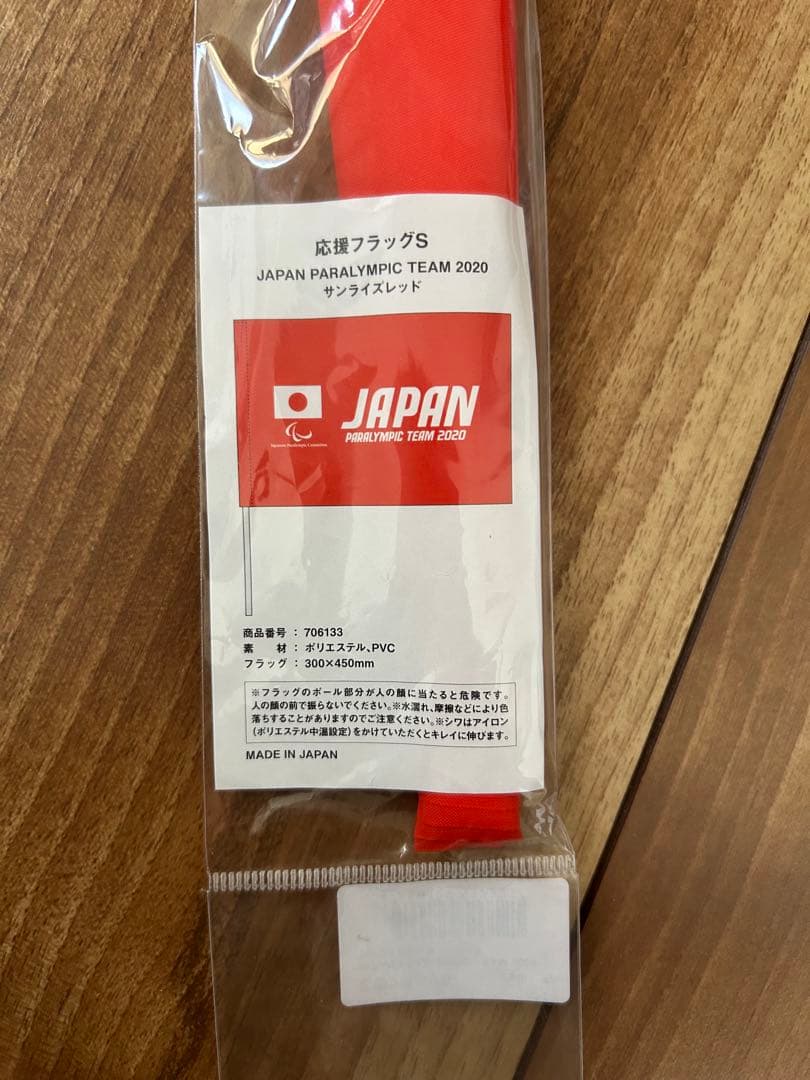 応援フラッグS
JAPAN PARALYMPIC TEAM 2020
サンライズレッド
JAPAN
PARALYMPIC TEAM 2020
Japanese Paralympic Committee
商品番号 : 706133
素　材 : ポリエステル、PVC
フラッグ : 300×450mm
※フラッグのポール部分が人の顔に当たると危険です。
人の顔の前で振らないでください。※水濡れ、摩擦などにより色
落ちすることがありますのでご注意ください。※シワはアイロン
(ポリエステル中温設定)をかけていただくとキレイに伸びます。
MADE IN JAPAN